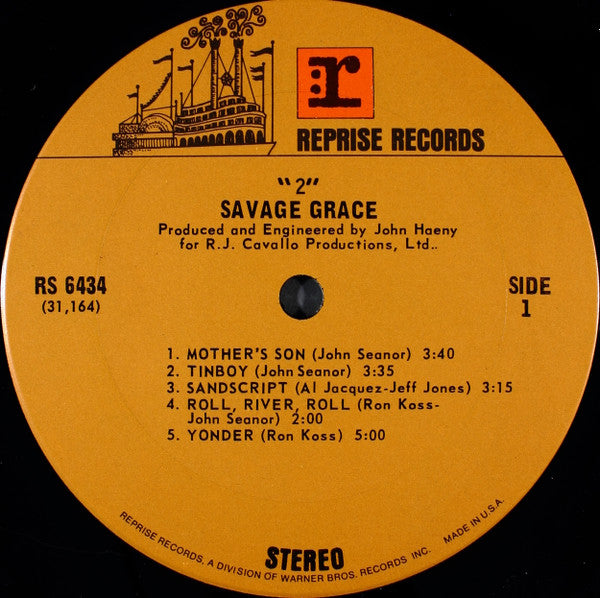 r
REPRISE RECORDS
"2"
SAVAGE GRACE
Produced and Engineered by John Haeny
for R.J. Cavallo Productions, Ltd..
RS 6434
(31,164)
SIDE
1
1. MOTHER'S SON (John Seanor) 3:40
2. TINBOY (John Seanor) 3:35
3. SANDSCRIPT (Al Jacquez-Jeff Jones) 3:15
4. ROLL, RIVER, ROLL (Ron Koss-
John Seanor) 2:00
5. YONDER (Ron Koss) 5:00
STEREO
REPRISE RECORDS, A DIVISION OF WARNER BROS. RECORDS INC. MADE IN U.S.A.